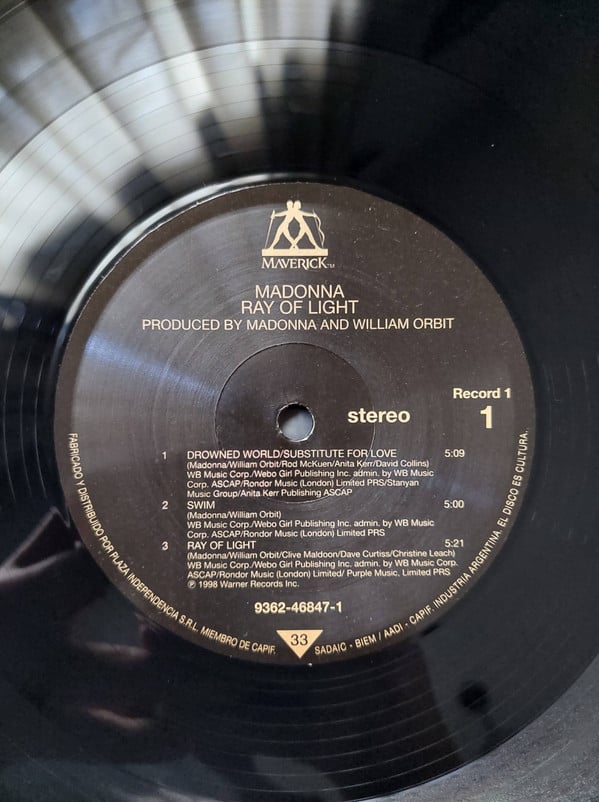 MAVERICK™
MADONNA
RAY OF LIGHT
PRODUCED BY MADONNA AND WILLIAM ORBIT
stereo
Record 1
1
1 DROWNED WORLD/SUBSTITUTE FOR LOVE 5:09
(Madonna/William Orbit/Rod McKuen/Anita Kerr/David Collins)
WB Music Corp./Webo Girl Publishing Inc. admin. by WB Music
Corp. ASCAP/Rondor Music (London) Limited PRS/Stanyan
Music Group/Anita Kerr Publishing ASCAP
2 SWIM 5:00
(Madonna/William Orbit)
WB Music Corp./Webo Girl Publishing Inc. admin. by WB Music
Corp. ASCAP/Rondor Music (London) Limited PRS
3 RAY OF LIGHT 5:21
(Madonna/William Orbit/Clive Maldoon/Dave Curtiss/Christine Leach)
WB Music Corp./Webo Girl Publishing Inc. admin. by WB Music Corp.
ASCAP/Rondor Music (London) Limited/ Purple Music, Limited PRS
℗ 1998 Warner Records Inc.
9362-46847-1
33
FABRICADO Y DISTRIBUIDO POR PLAZA INDEPENDENCIA S.R.L. MIEMBRO DE CAPIF.
SADAIC - BIEM / AADI - CAPIF. INDUSTRIA ARGENTINA. EL DISCO ES CULTURA.